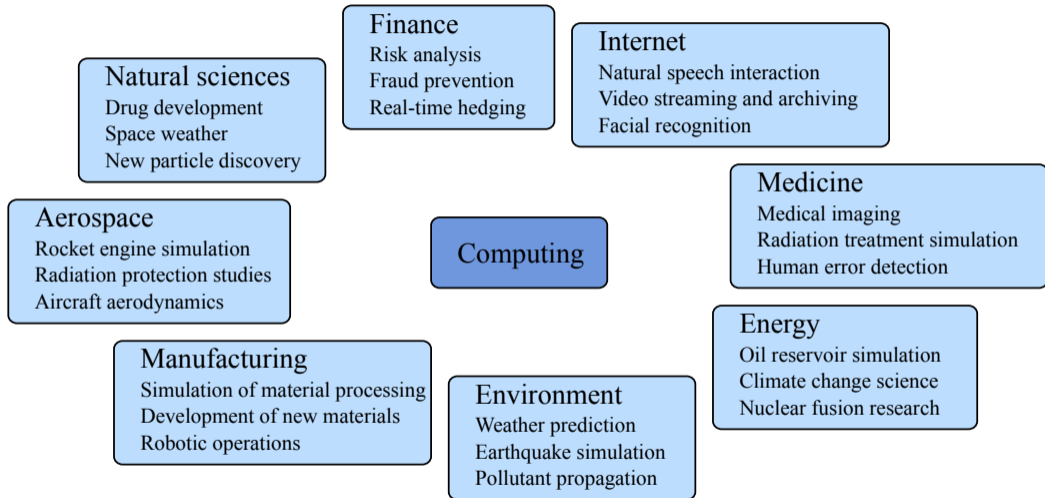 Finance
Risk analysis
Fraud prevention
Real-time hedging
Internet
Natural speech interaction
Video streaming and archiving
Facial recognition
Natural sciences
Drug development
Space weather
New particle discovery
Medicine
Medical imaging
Radiation treatment simulation
Human error detection
Aerospace
Rocket engine simulation
Radiation protection studies
Aircraft aerodynamics
Computing
Energy
Oil reservoir simulation
Climate change science
Nuclear fusion research
Manufacturing
Simulation of material processing
Development of new materials
Robotic operations
Environment
Weather prediction
Earthquake simulation
Pollutant propagation